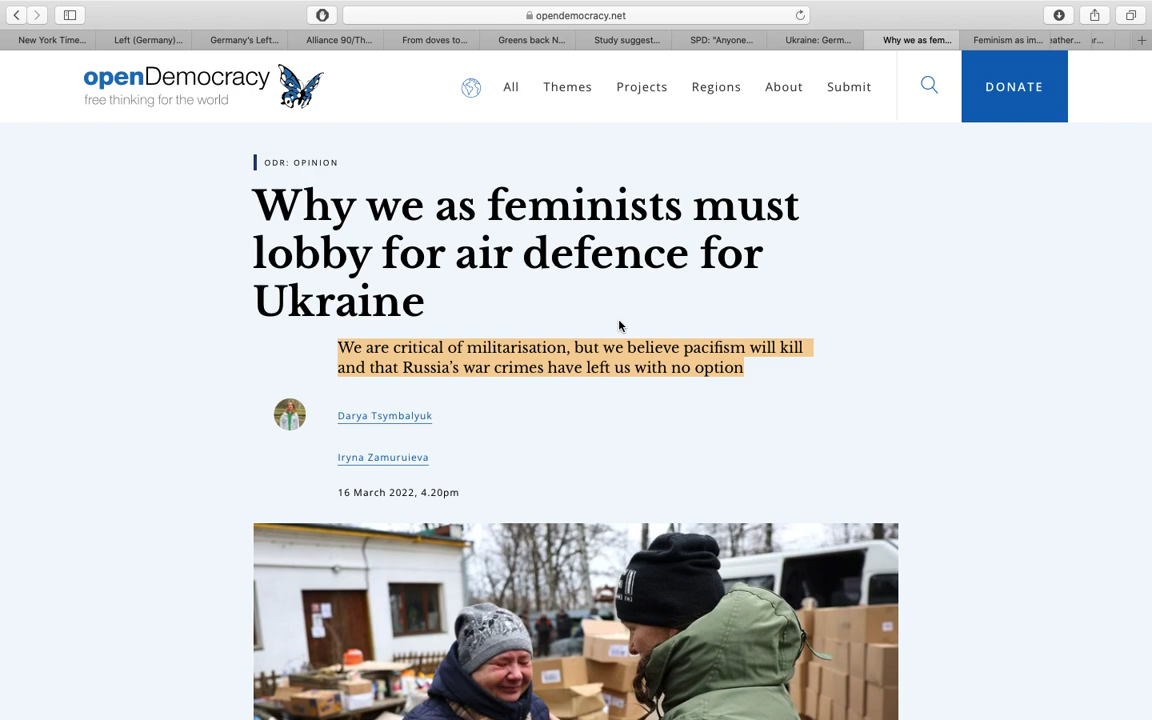 opendemocracy.net
New York Time...
Left (Germany)...
Germany's Left...
Alliance 90/Th...
From doves to...
Greens back N...
Study suggest...
SPD: "Anyone...
Ukraine: Germ...
Why we as fem...
Feminism as im...
eather...
openDemocracy
free thinking for the world
All
Themes
Projects
Regions
About
Submit
DONATE
ODR: OPINION
Why we as feminists must
lobby for air defence for
Ukraine
We are critical of militarisation, but we believe pacifism will kill
and that Russia's war crimes have left us with no option
Darya Tsymbalyuk
Iryna Zamuruieva
16 March 2022, 4.20pm